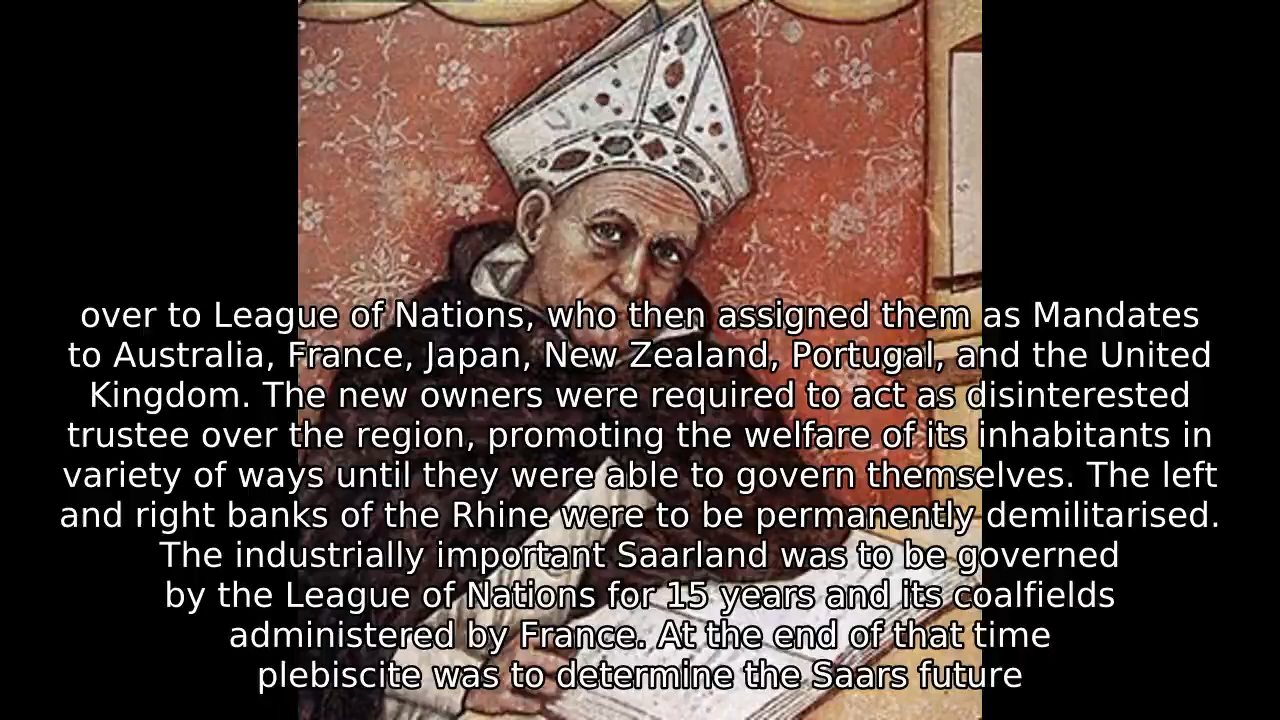 over to League of Nations, who then assigned them as Mandates
to Australia, France, Japan, New Zealand, Portugal, and the United
Kingdom. The new owners were required to act as disinterested
trustee over the region, promoting the welfare of its inhabitants in
variety of ways until they were able to govern themselves. The left
and right banks of the Rhine were to be permanently demilitarised.
The industrially important Saarland was to be governed
by the League of Nations for 15 years and its coalfields
administered by France. At the end of that time
plebiscite was to determine the Saars future